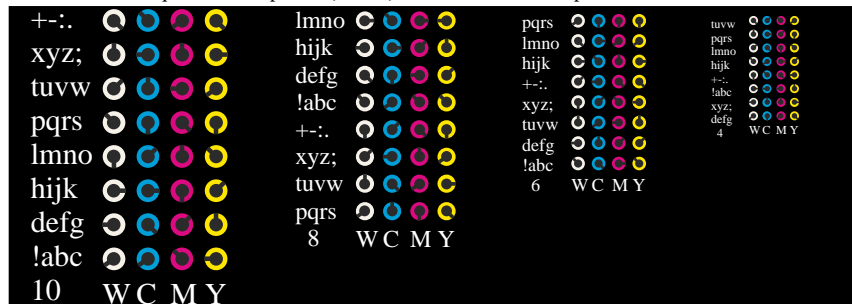 +-:.
xyz;
tuvw
pqrs
lmno
hijk
defg
!abc
10 W C M Y
lmno
hijk
defg
!abc
+-:.
xyz;
tuvw
pqrs
8 W C M Y
pqrs
lmno
hijk
+-:.
xyz;
tuvw
defg
!abc
6 W C M Y
tuvw
pqrs
lmno
hijk
+-:.
!abc
xyz;
defg
4 W C M Y